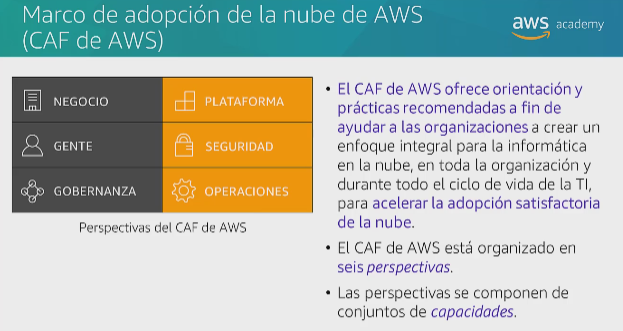 Marco de adopción de la nube de AWS
(CAF de AWS)
aws academy
NEGOCIO
PLATAFORMA
GENTE
SEGURIDAD
GOBERNANZA
OPERACIONES
Perspectivas del CAF de AWS
• El CAF de AWS ofrece orientación y
prácticas recomendadas a fin de
ayudar a las organizaciones a crear un
enfoque integral para la informática
en la nube, en toda la organización y
durante todo el ciclo de vida de la TI,
para acelerar la adopción satisfactoria
de la nube.
• El CAF de AWS está organizado en
seis perspectivas.
• Las perspectivas se componen de
conjuntos de capacidades.